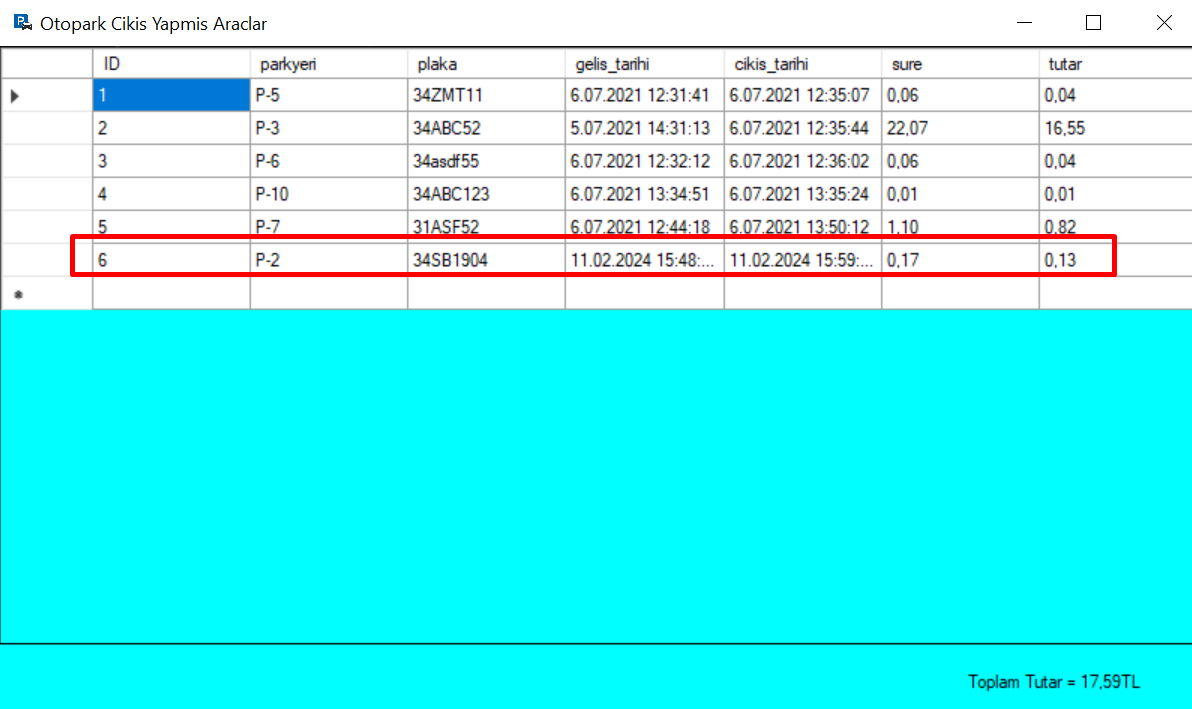 Otopark Cikis Yapmis Araclar
ID parkyeri plaka gelis_tarihi cikis_tarihi sure tutar
1 P-5 34ZMT11 6.07.2021 12:31:41 6.07.2021 12:35:07 0,06 0,04
2 P-3 34ABC52 5.07.2021 14:31:13 6.07.2021 12:35:44 22,07 16,55
3 P-6 34asdf55 6.07.2021 12:32:12 6.07.2021 12:36:02 0,06 0,04
4 P-10 34ABC123 6.07.2021 13:34:51 6.07.2021 13:35:24 0,01 0,01
5 P-7 31ASF52 6.07.2021 12:44:18 6.07.2021 13:50:12 1,10 0,82
6 P-2 34SB1904 11.02.2024 15:48:... 11.02.2024 15:59:... 0,17 0,13
Toplam Tutar = 17,59TL